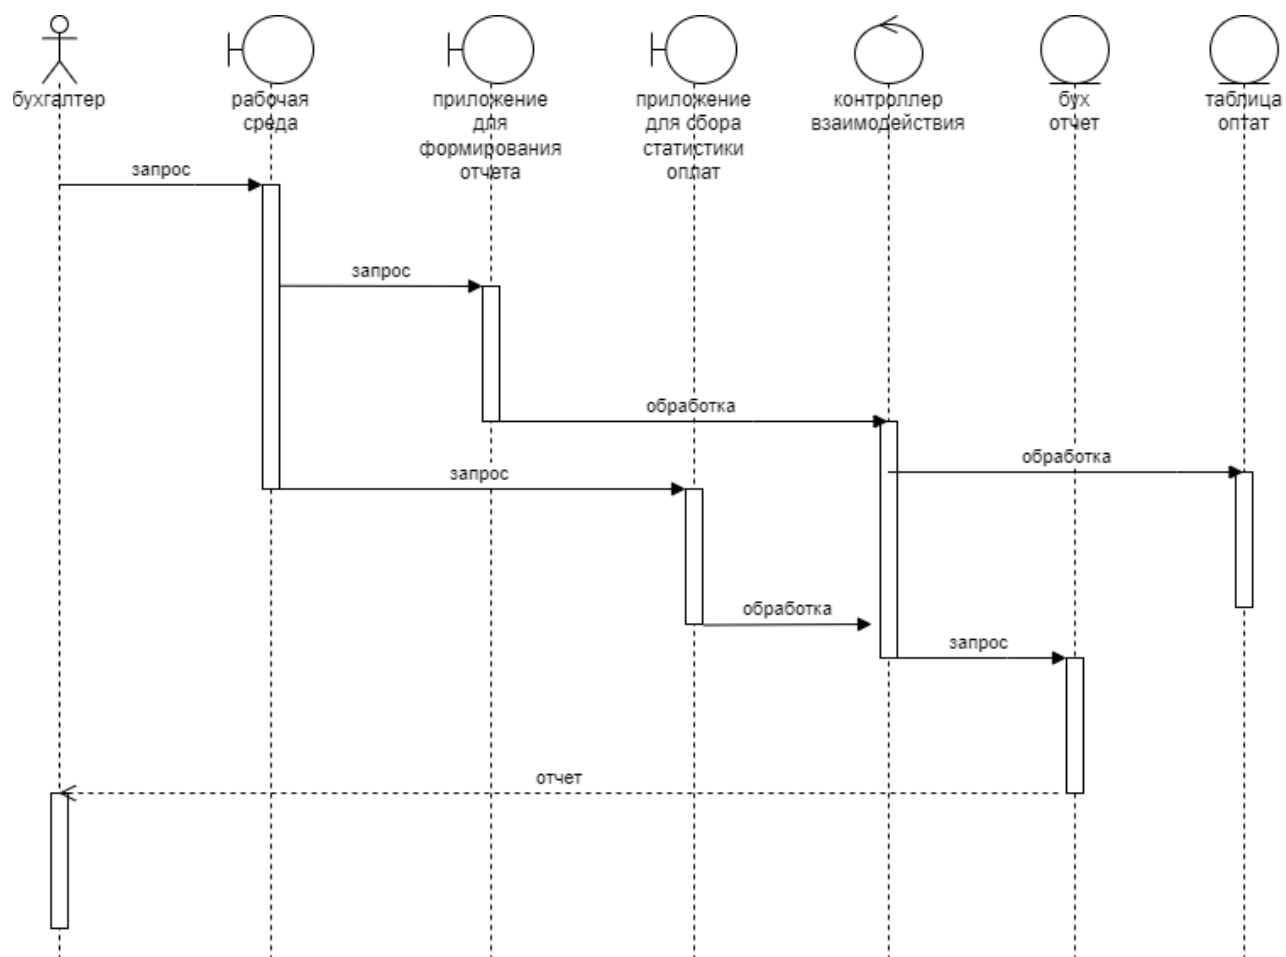 бухгалтер
рабочая
среда
приложение
для
формирования
отчета
приложение
для сбора
статистики
оплат
контроллер
взаимодействия
бух
отчет
таблица
оптат
запрос
запрос
обработка
обработка
запрос
обработка
запрос
отчет